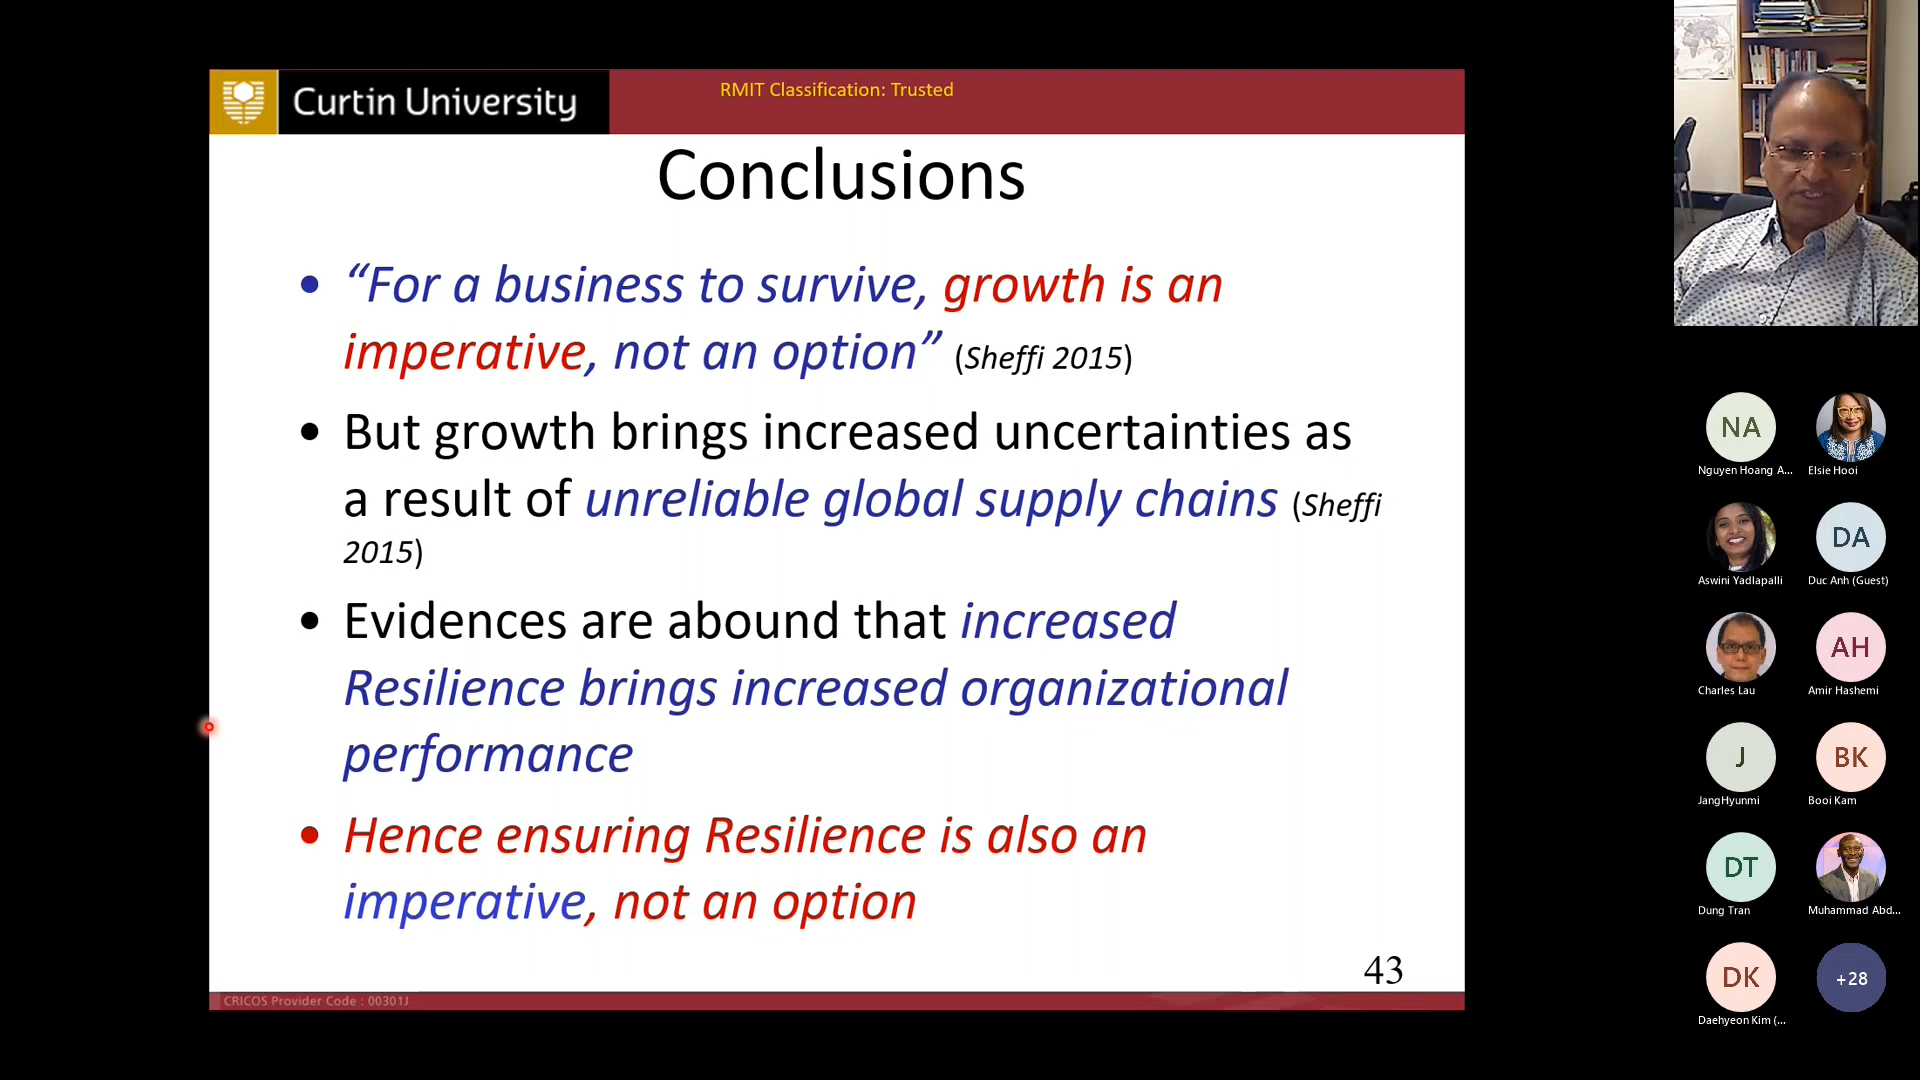 Curtin University
RMIT Classification: Trusted
Conclusions
• “For a business to survive, growth is an
imperative, not an option” (Sheffi 2015)
• But growth brings increased uncertainties as
a result of unreliable global supply chains (Sheffi
2015)
• Evidences are abound that increased
Resilience brings increased organizational
performance
• Hence ensuring Resilience is also an
imperative, not an option
43
CRICOS Provider Code : 00301J
NA
Nguyen Hoang A...
Elsie Hooi
Aswini Yadlapalli
DA
Duc Anh (Guest)
Charles Lau
AH
Amir Hashemi
J
JangHyunmi
BK
Booi Kam
DT
Dung Tran
Muhammad Abd...
DK
Daehyeon Kim (...
+28